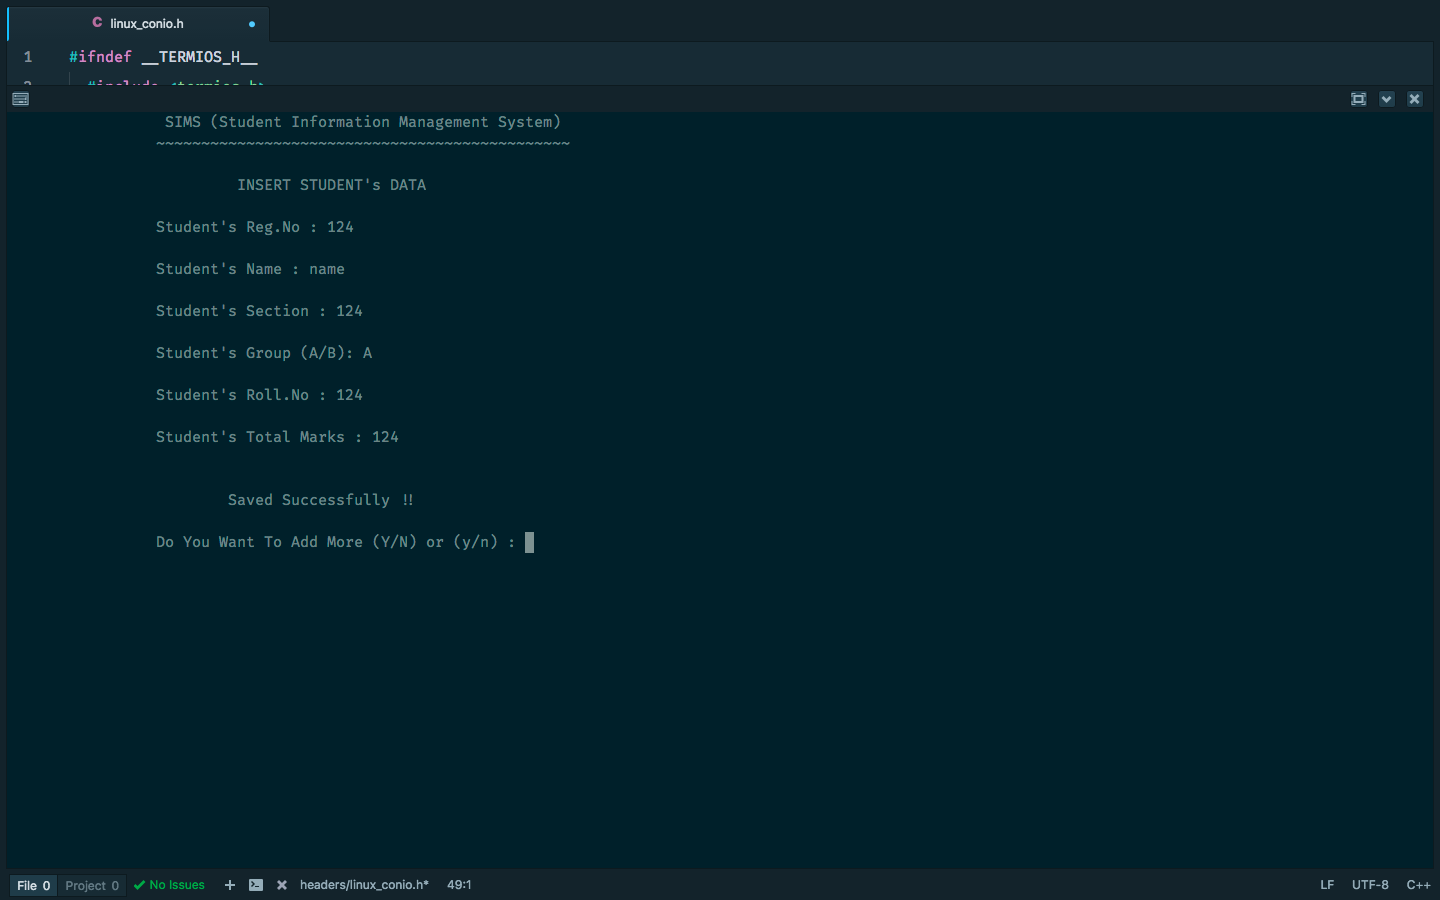 C linux_conio.h
1 #ifndef __TERMIOS_H__
SIMS (Student Information Management System)
~~~~~~~~~~~~~~~~~~~~~~~~~~~~~~~~~~~~~~~~~~~~~~
INSERT STUDENT's DATA
Student's Reg.No : 124
Student's Name : name
Student's Section : 124
Student's Group (A/B): A
Student's Roll.No : 124
Student's Total Marks : 124
Saved Successfully !!
Do You Want To Add More (Y/N) or (y/n) :
File 0 Project 0 No Issues headers/linux_conio.h* 49:1 LF UTF-8 C++